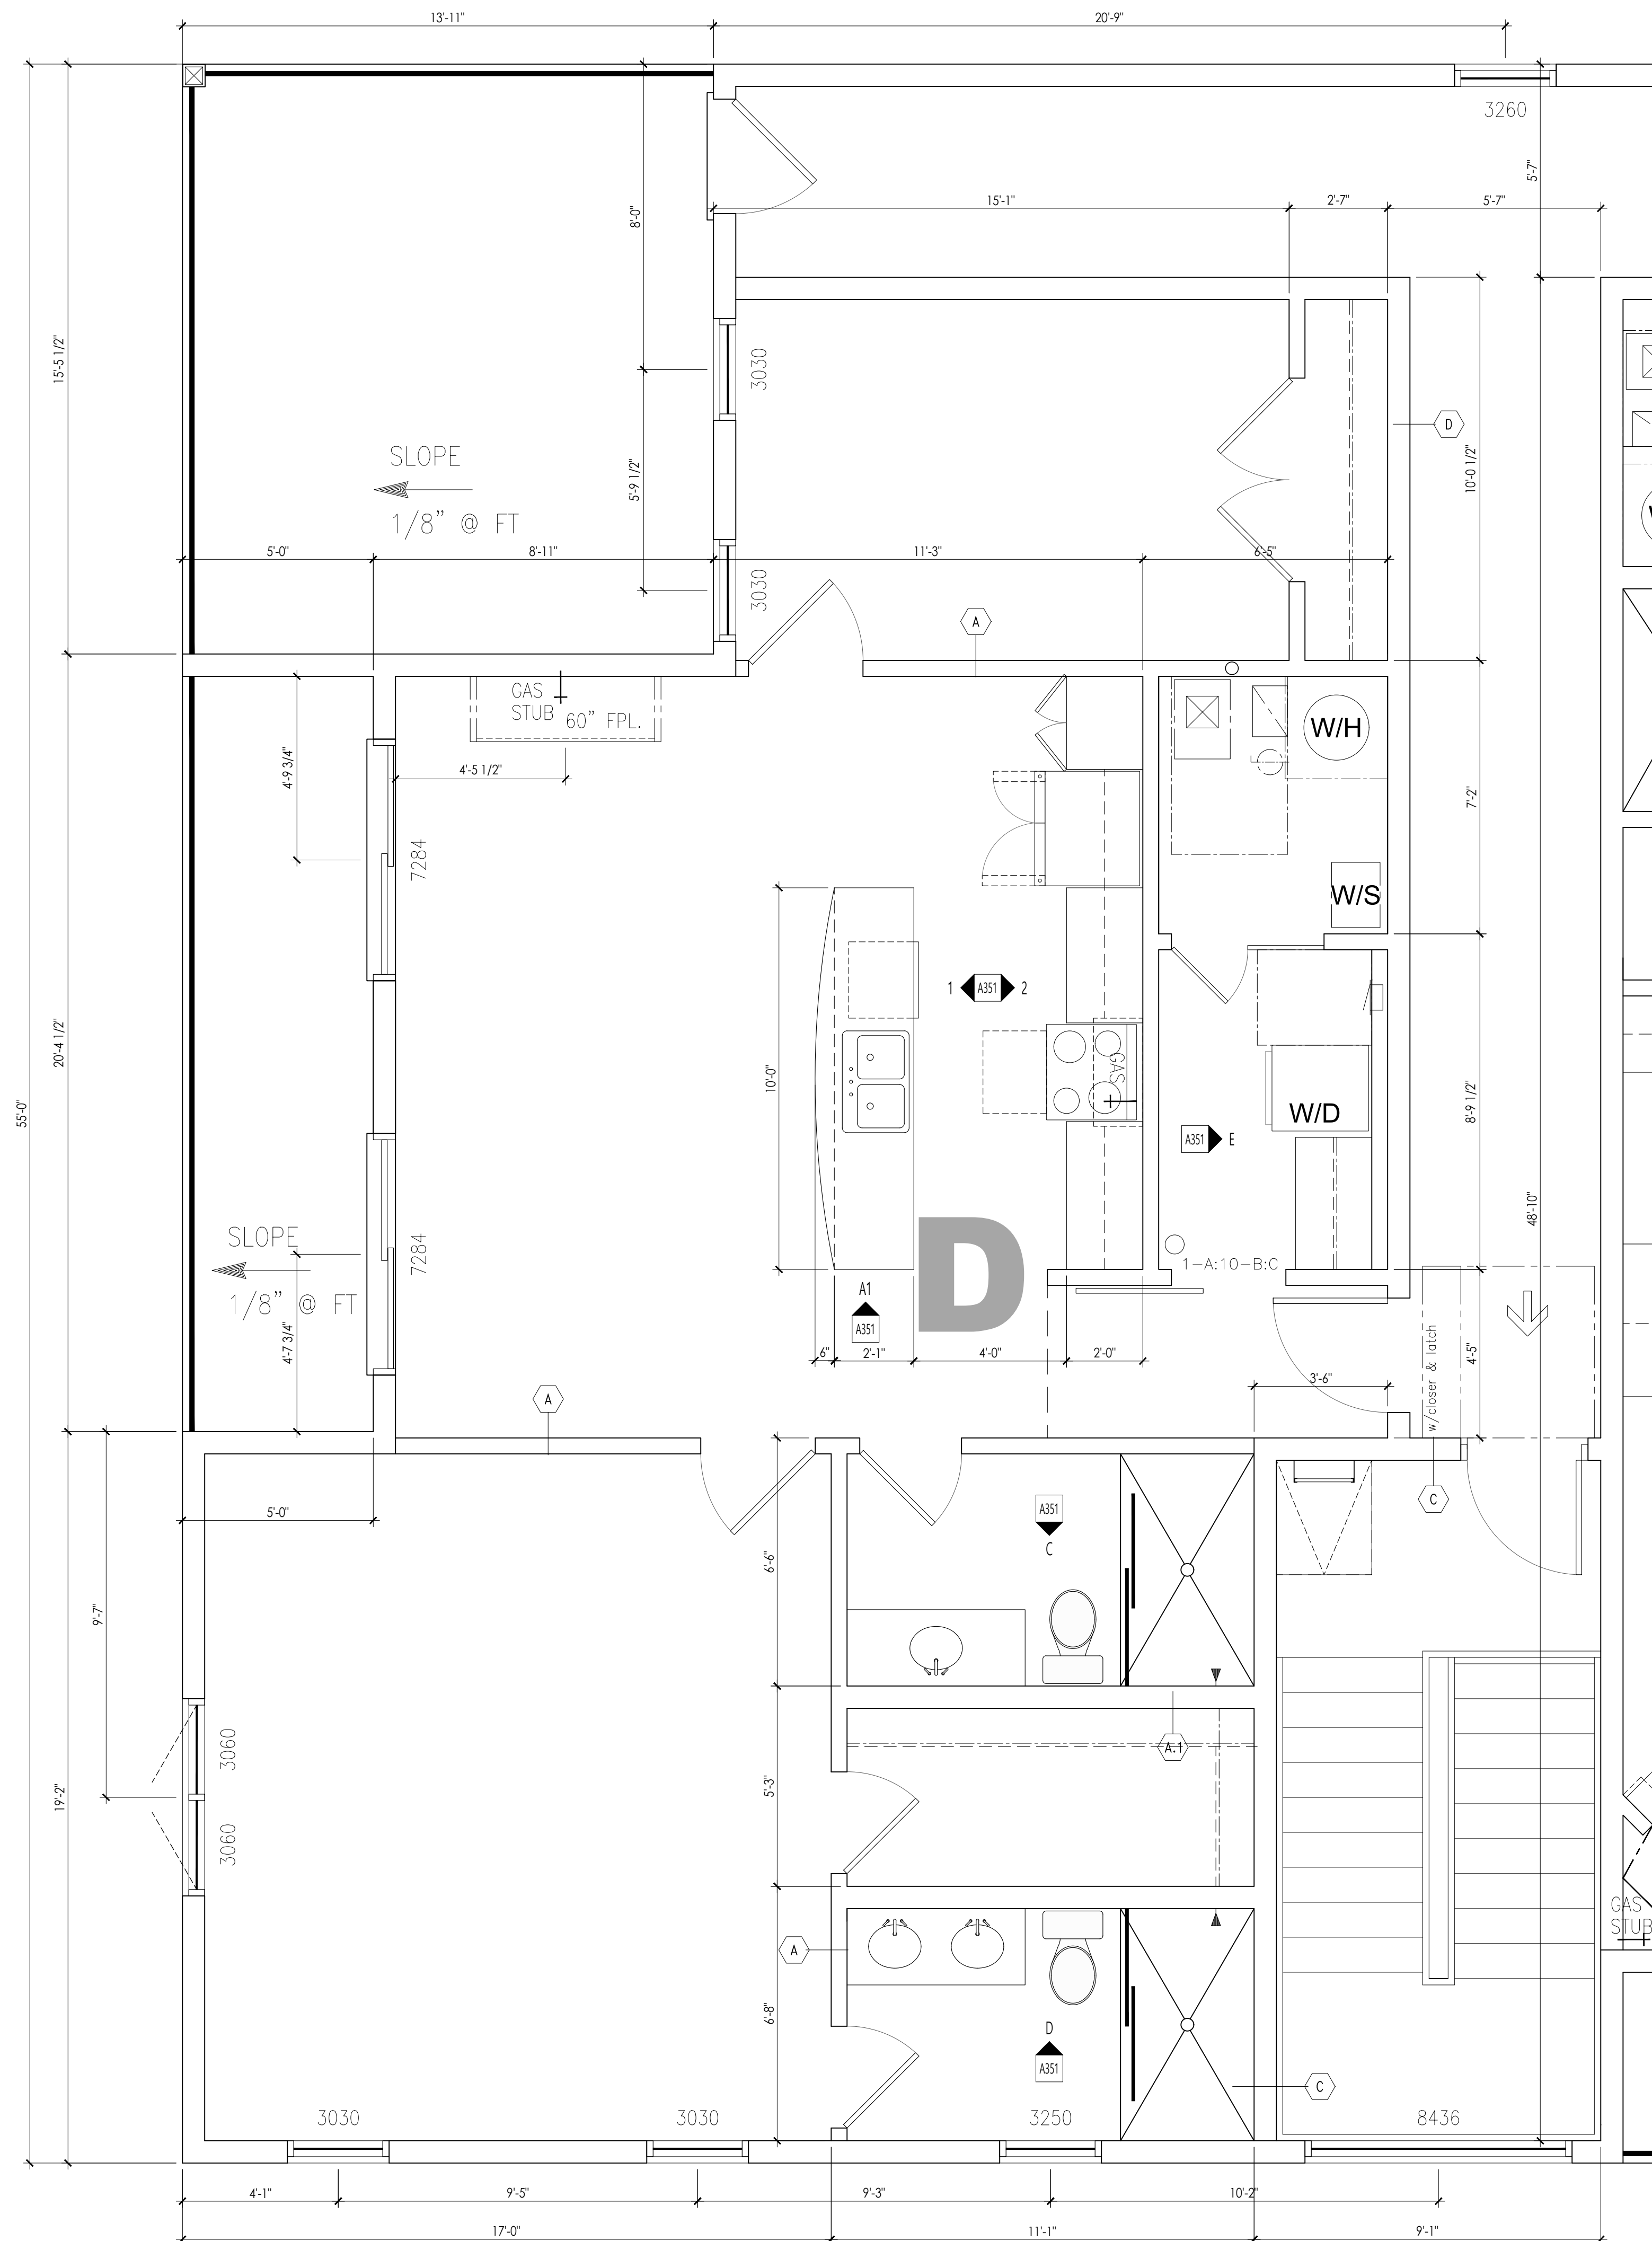 13'-11"
20'-9"
3260
5'-7"
8'-0"
15'-1"
2'-7"
5'-7"
15'-5 1/2"
3030
D
SLOPE
1/8" @ FT
5'-9 1/2"
10'-0 1/2"
5'-0"
8'-11"
11'-3"
6'-5"
3030
A
GAS
STUB
60" FPL.
W/H
4'-9 3/4"
4'-5 1/2"
7'-2"
7284
W/S
1
A351
2
20'-4 1/2"
10'-0"
GAS
55'-0"
W/D
8'-9 1/2"
A351
E
48'-10"
SLOPE
1/8" @ FT
7284
D
1-A:10-B:C
A1
A351
4'-7 3/4"
6"
2'-1"
4'-0"
2'-0"
3'-6"
w/closer & latch
4'-5"
A
C
5'-0"
A351
C
6'-6"
9'-7"
3060
A.1
19'-2"
5'-3"
3060
GAS
STUB
A
6'-8"
D
A351
C
3030
3030
3250
8436
4'-1"
9'-5"
9'-3"
10'-2"
17'-0"
11'-1"
9'-1"